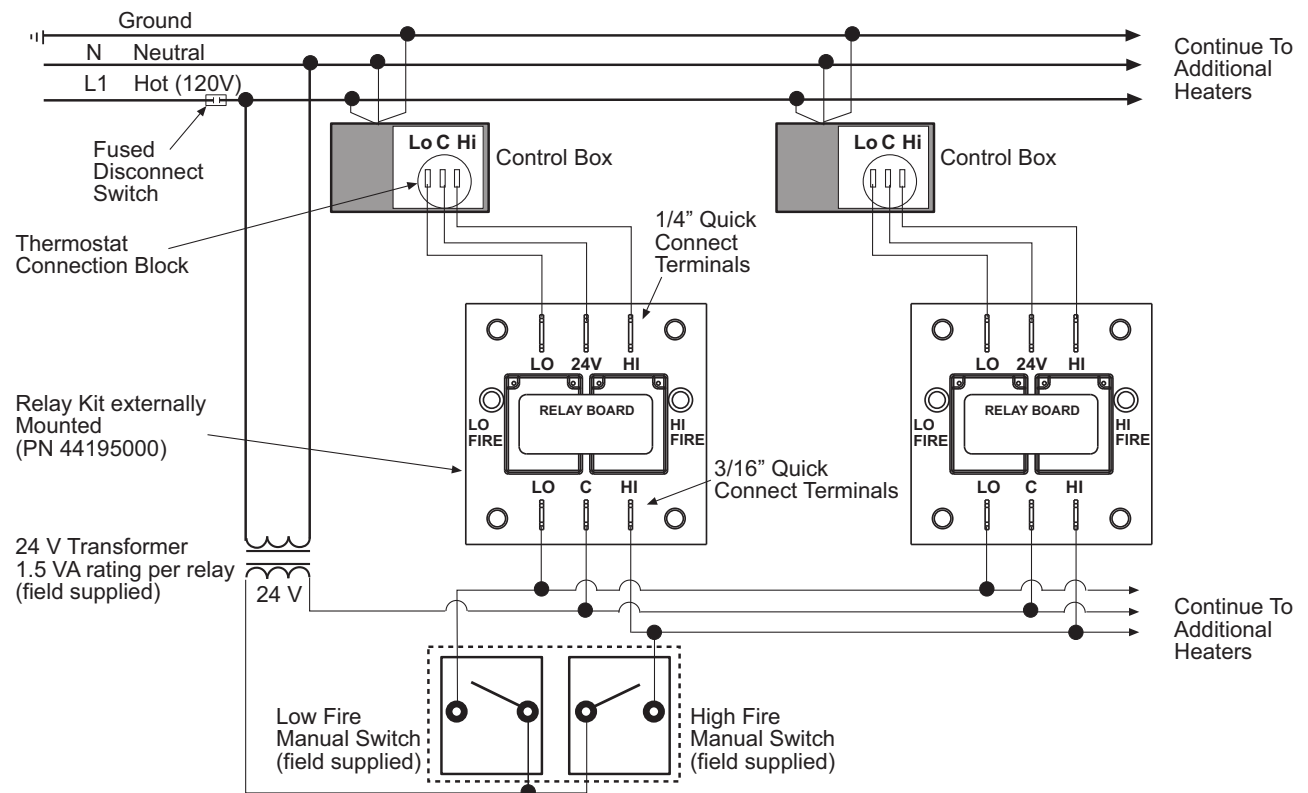 Ground
N Neutral
L1 Hot (120V)
Continue To
Additional
Heaters
Fused
Disconnect
Switch
Lo C Hi
Control Box
Lo C Hi
Control Box
Thermostat
Connection Block
1/4” Quick
Connect
Terminals
LO 24V HI
RELAY BOARD
LO
FIRE
HI
FIRE
LO C HI
LO 24V HI
RELAY BOARD
LO
FIRE
HI
FIRE
LO C HI
Relay Kit externally
Mounted
(PN 44195000)
3/16” Quick
Connect Terminals
24 V Transformer
1.5 VA rating per relay
(field supplied)
24 V
Continue To
Additional
Heaters
Low Fire
Manual Switch
(field supplied)
High Fire
Manual Switch
(field supplied)